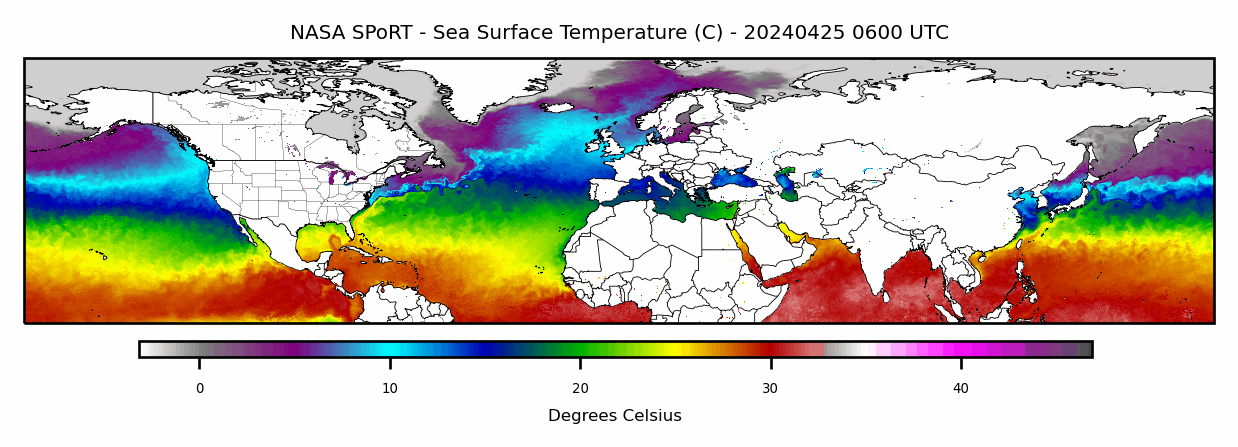 NASA SPoRT - Sea Surface Temperature (C) - 20240425 0600 UTC
0 10 20 30 40
Degrees Celsius